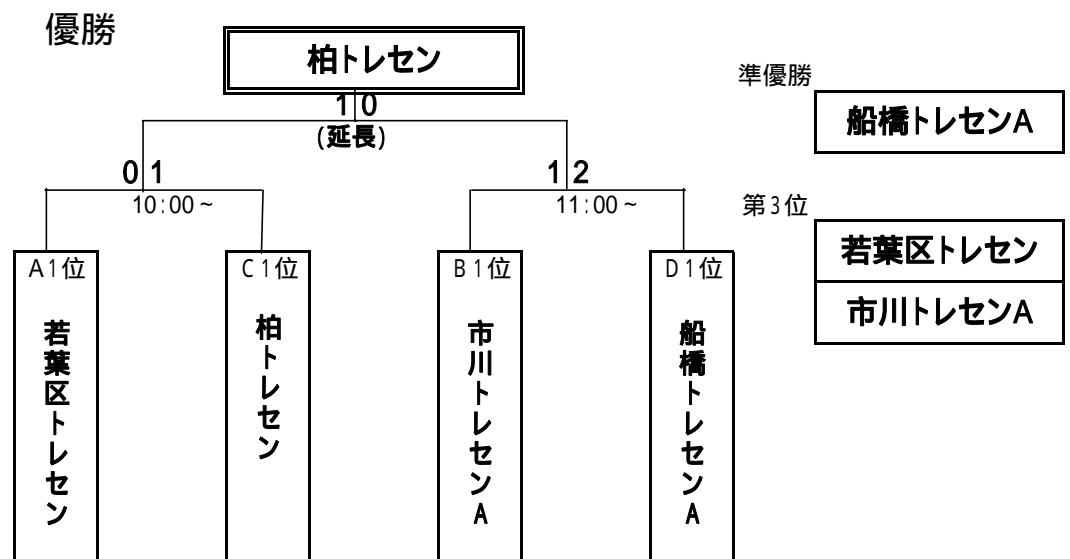 優勝
柏トレセン
準優勝
船橋トレセンA
1 0
(延長)
0 1
1 2
10:00~
11:00~
第3位
若葉区トレセン
市川トレセンA
A1位
C1位
B1位
D1位
若葉区トレセン
柏トレセン
市川トレセンA
船橋トレセンA